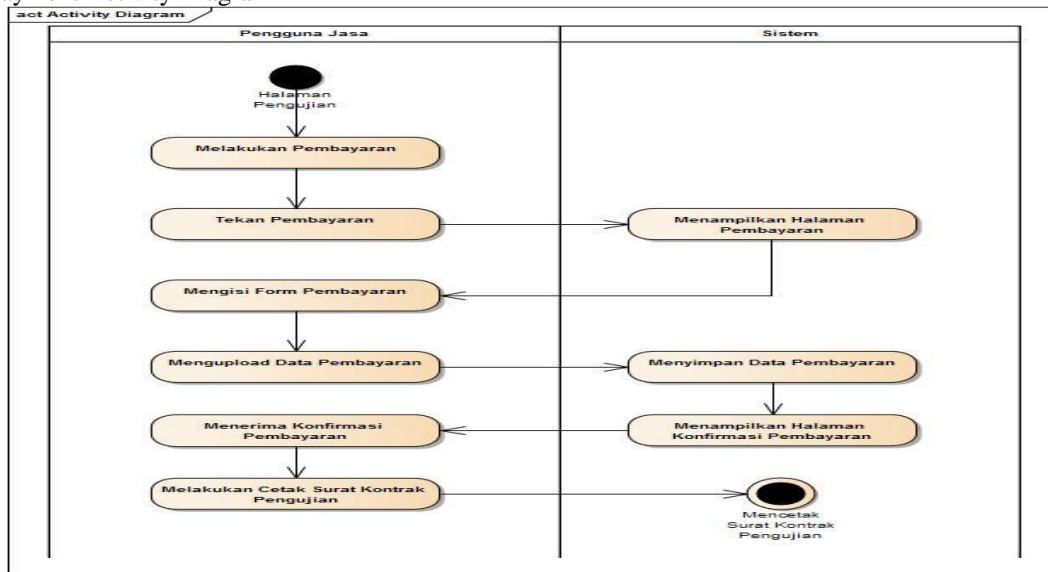 act Activity Diagram
Pengguna Jasa
Sistem
Halaman
Pengujian
Melakukan Pembayaran
Tekan Pembayaran
Menampilkan Halaman
Pembayaran
Mengisi Form Pembayaran
Mengupload Data Pembayaran
Menyimpan Data Pembayaran
Menerima Konfirmasi
Pembayaran
Menampilkan Halaman
Konfirmasi Pembayaran
Melakukan Cetak Surat Kontrak
Pengujian
Mencetak
Surat Kontrak
Pengujian